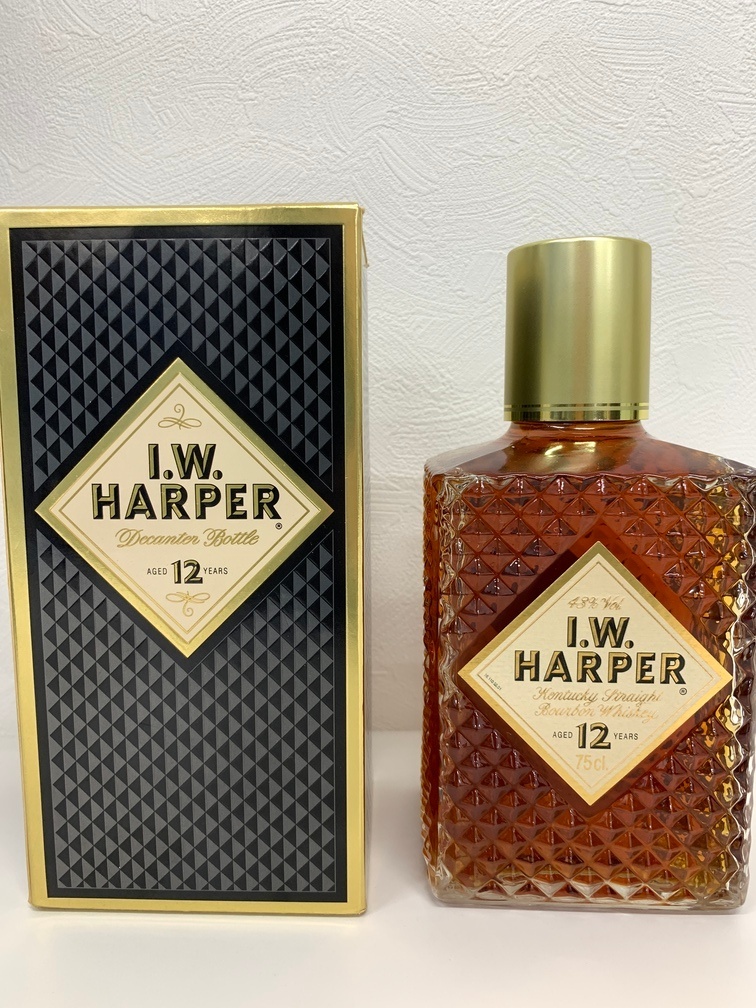 I.W.
HARPER®
Decanter Bottle
AGED 12 YEARS
43% Vol.
I.W.
HARPER®
Kentucky Straight
Bourbon Whiskey
AGED 12 YEARS
75cl.